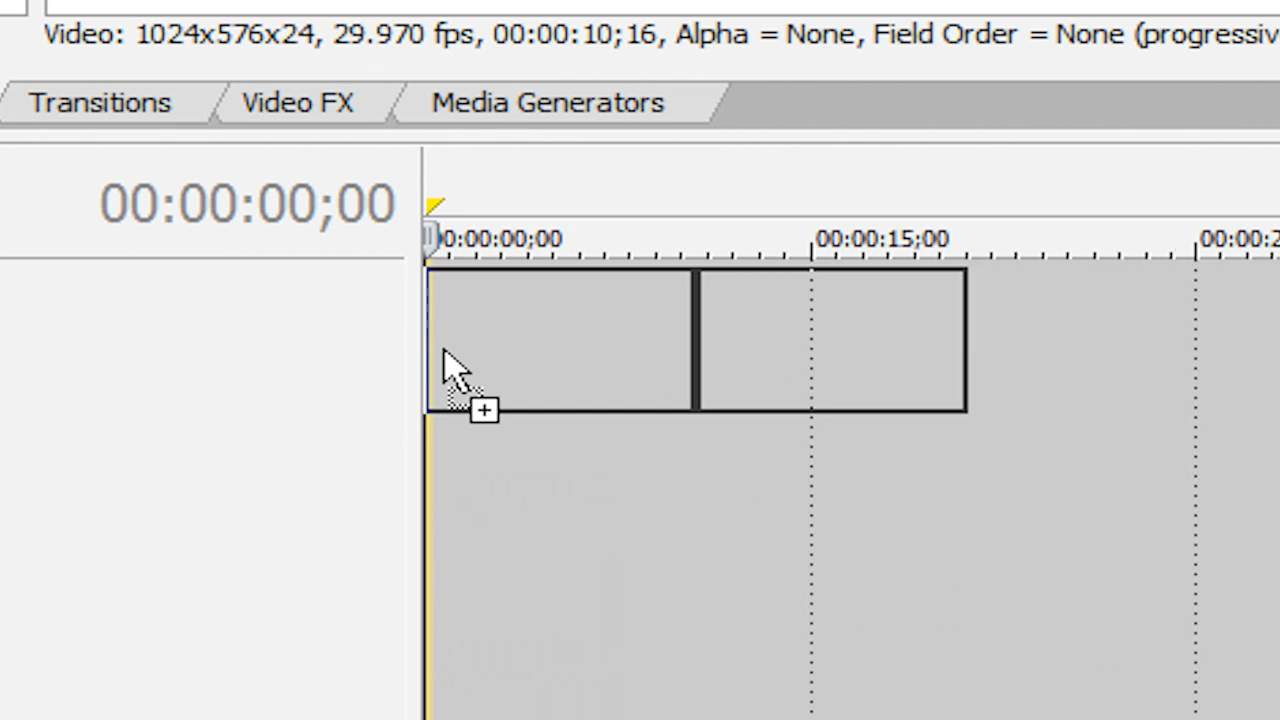 Video: 1024x576x24, 29.970 fps, 00:00:10;16, Alpha = None, Field Order = None (progressiv
Transitions Video FX Media Generators
00:00:00;00
00:00:00;00 00:00:15;00 00:00:2